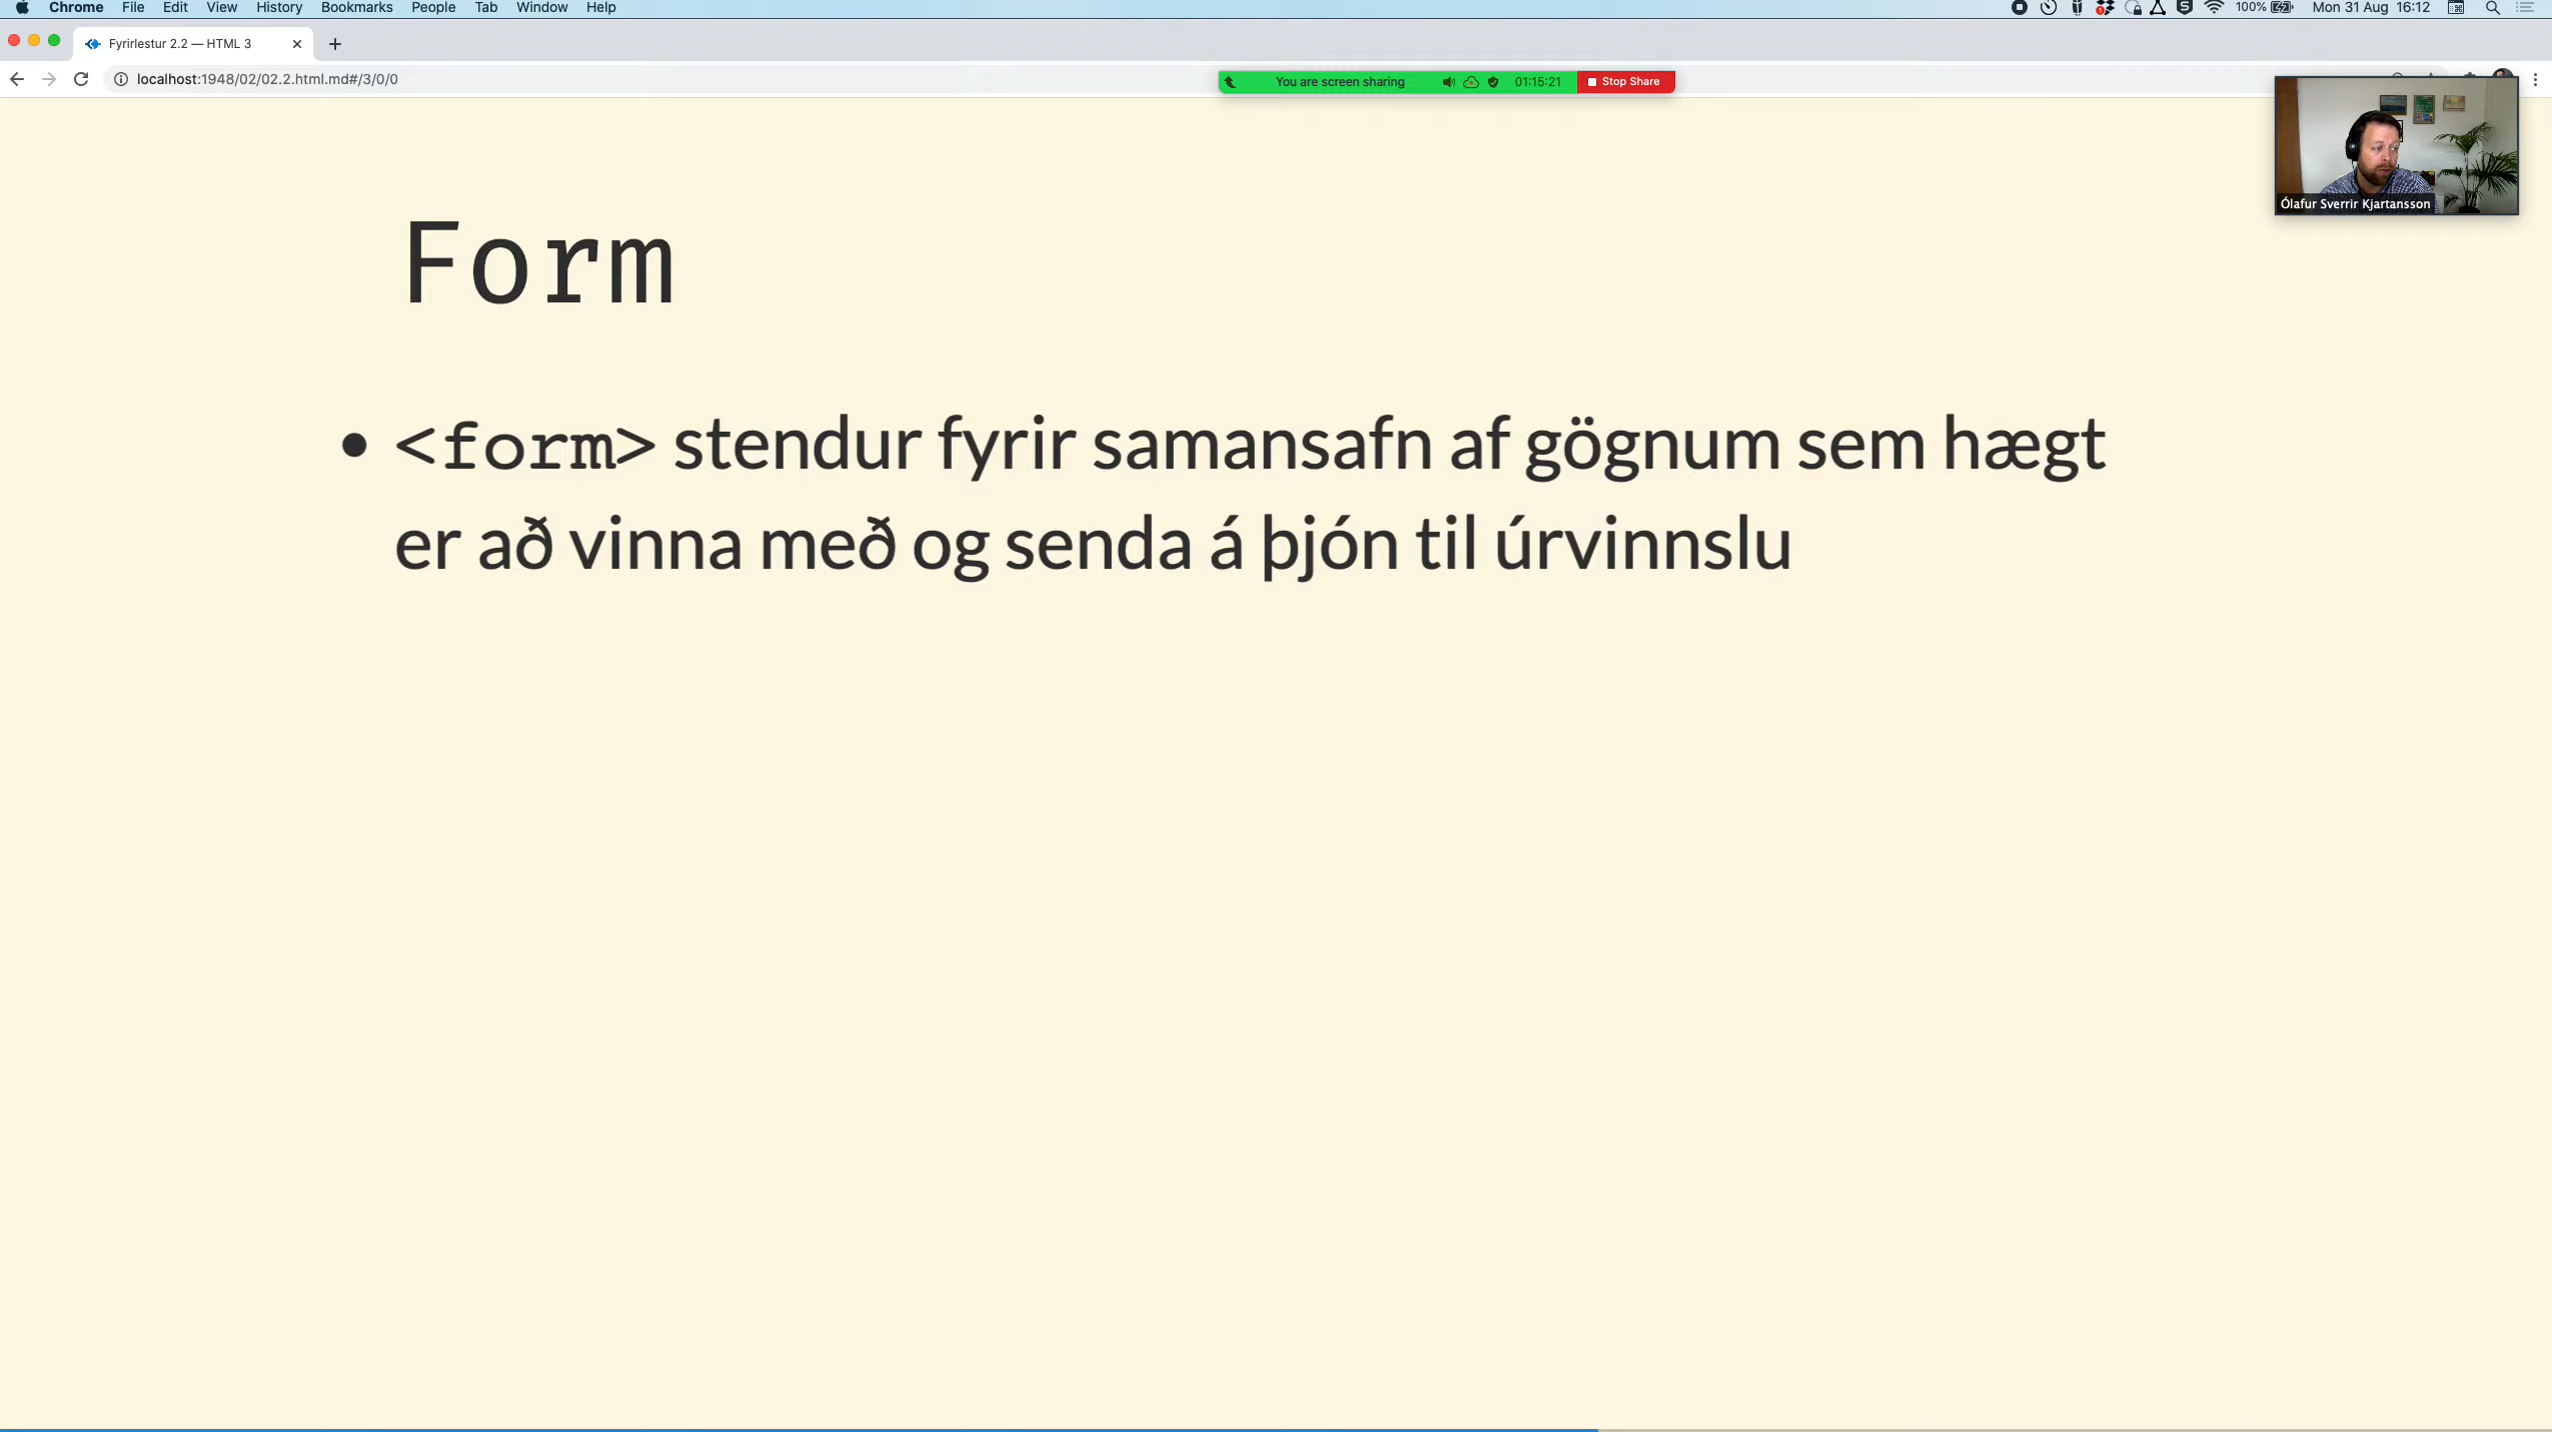 Chrome File Edit View History Bookmarks People Tab Window Help
100% Mon 31 Aug 16:12
Fyrirlestur 2.2 — HTML 3
localhost:1948/02/02.2.html.md#/3/0/0
You are screen sharing 01:15:21 Stop Share
Ólafur Sverrir Kjartansson
Form
• <form> stendur fyrir samansafn af gögnum sem hægt
er að vinna með og senda á þjón til úrvinnslu